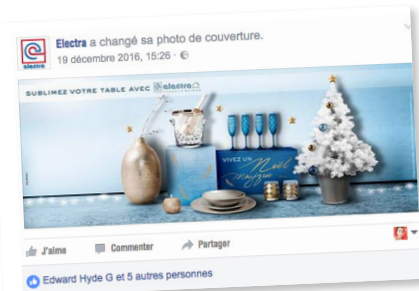 electra
Electra a changé sa photo de couverture.
19 décembre 2016, 15:26 ·
SUBLIMEZ VOTRE TABLE AVEC electra
VIVEZ UN
Noël
Magique
J'aime Commenter Partager
Edward Hyde G et 5 autres personnes